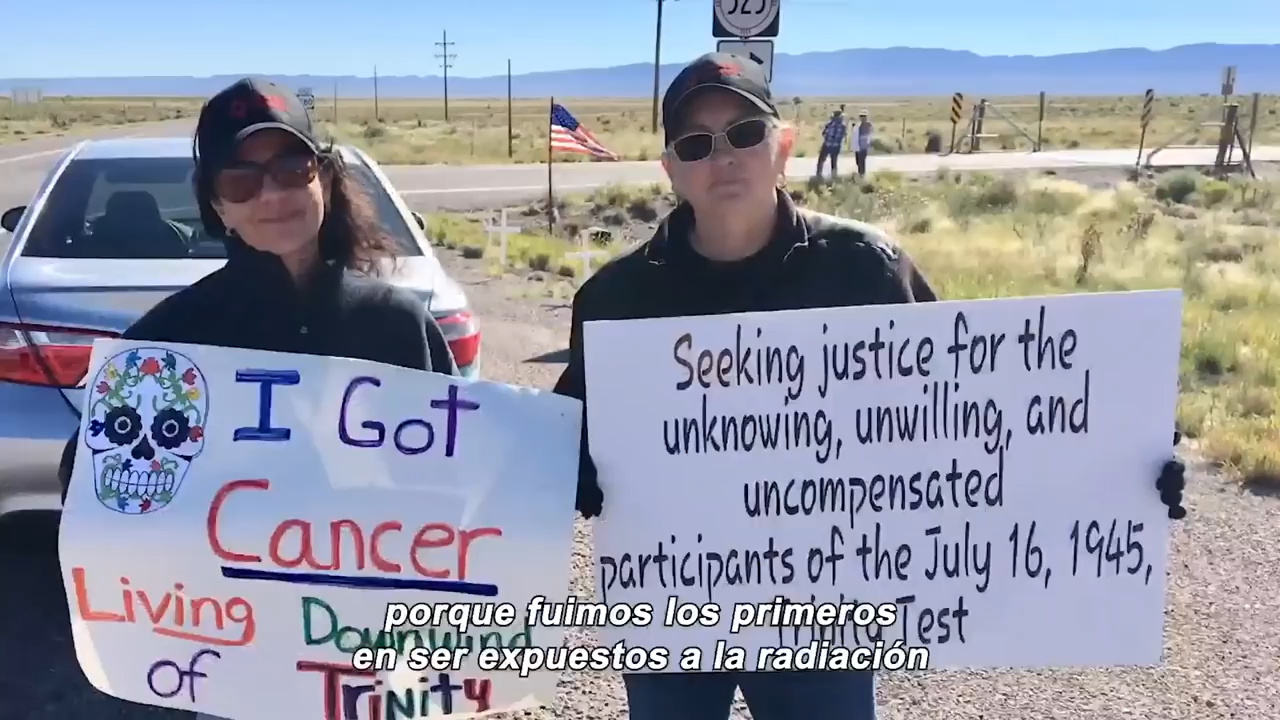 525
I Got
Cancer
Living Downwind
of Trinity
Seeking justice for the
unknowing, unwilling, and
uncompensated
participants of the July 16, 1945,
Trinity Test
porque fuimos los primeros
en ser expuestos a la radiación